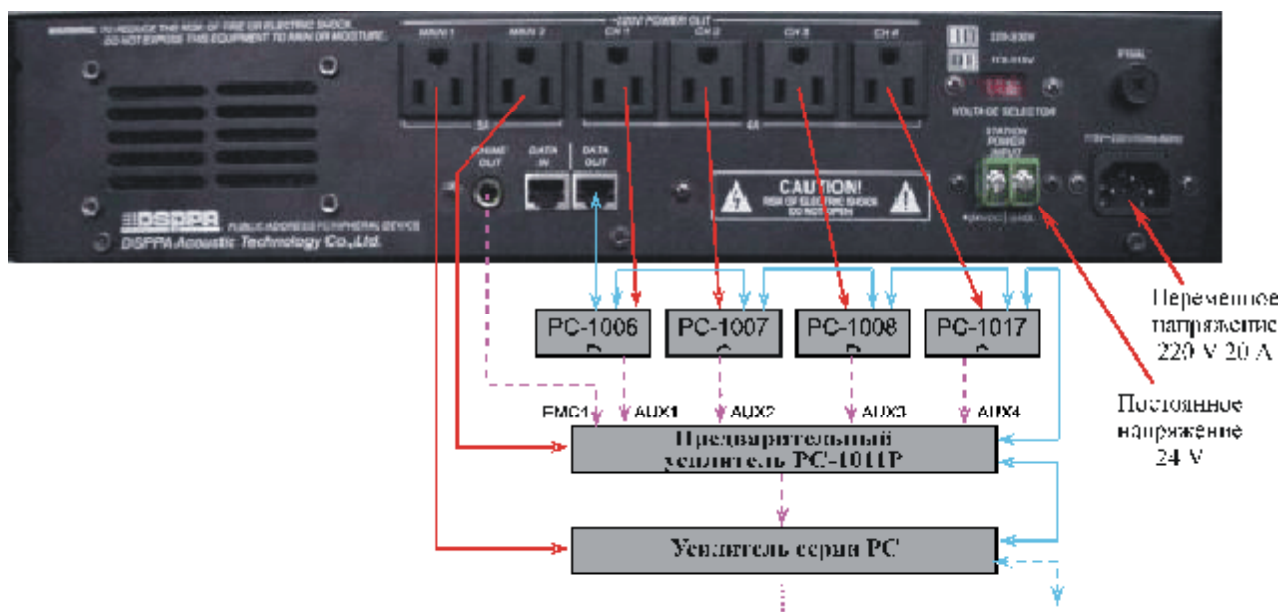 WARNING: TO REDUCE THE RISK OF FIRE OR ELECTRIC SHOCK
DO NOT EXPOSE THIS EQUIPMENT TO RAIN OR MOISTURE.
~220V POWER OUT
MAIN 1
MAIN 2
CH 1
CH 2
CH 3
CH 4
VOLTAGE SELECTOR
CHIME OUT
DATA IN
DATA OUT
STATION POWER INPUT
CAUTION!
RISK OF ELECTRIC SHOCK
DO NOT OPEN
DSPPA
PUBLIC ADDRESS PERIPHERAL DEVICE
DSPPA Acoustic Technology Co.,Ltd.
PC-1006
PC-1007
PC-1008
PC-1017
Переменное
напряжение
220 V 20 A
EMC1
AUX1
AUX2
AUX3
AUX4
Постоянное
напряжение
24 V
Предварительный
усилитель PC-1011P
Усилитель серии PC